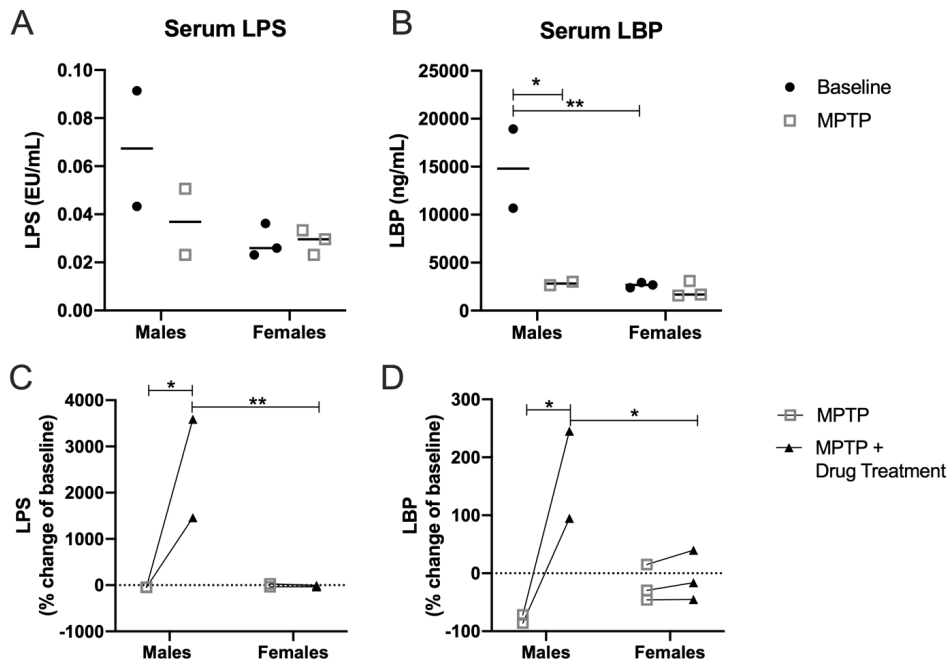 A
Serum LPS
LPS (EU/mL)
0.10
0.08
0.06
0.04
0.02
0.00
Males
Females
B
Serum LBP
LBP (ng/mL)
25000
20000
15000
10000
5000
0
*
**
Males
Females
Baseline
MPTP
C
LPS
(% change of baseline)
4000
3000
2000
1000
0
-1000
*
**
Males
Females
D
LBP
(% change of baseline)
300
200
100
0
-100
*
*
Males
Females
MPTP
MPTP +
Drug Treatment